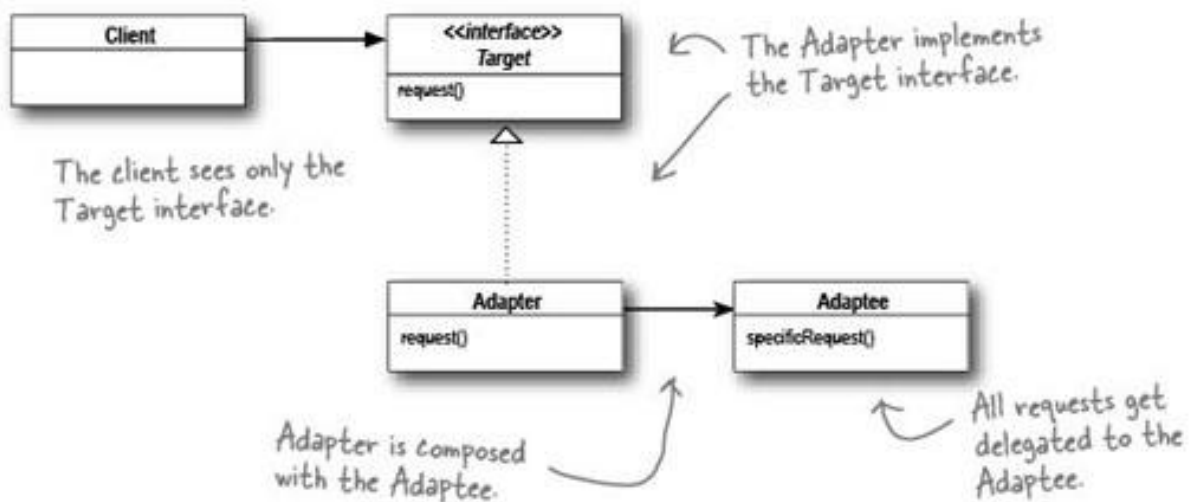 Client
<<interface>>
Target
request()
The Adapter implements
the Target interface.
The client sees only the
Target interface.
Adapter
request()
Adaptee
specificRequest()
Adapter is composed
with the Adaptee.
All requests get
delegated to the
Adaptee.